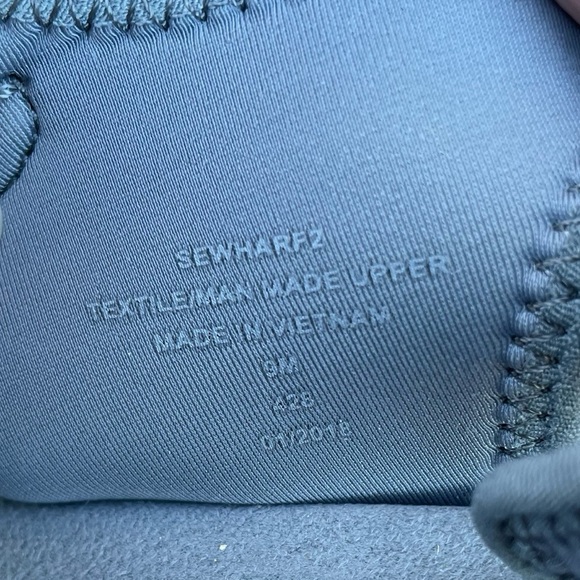 SEWHARF2
TEXTILE/MAN MADE UPPER
MADE IN VIETNAM
9M
428
01/2018